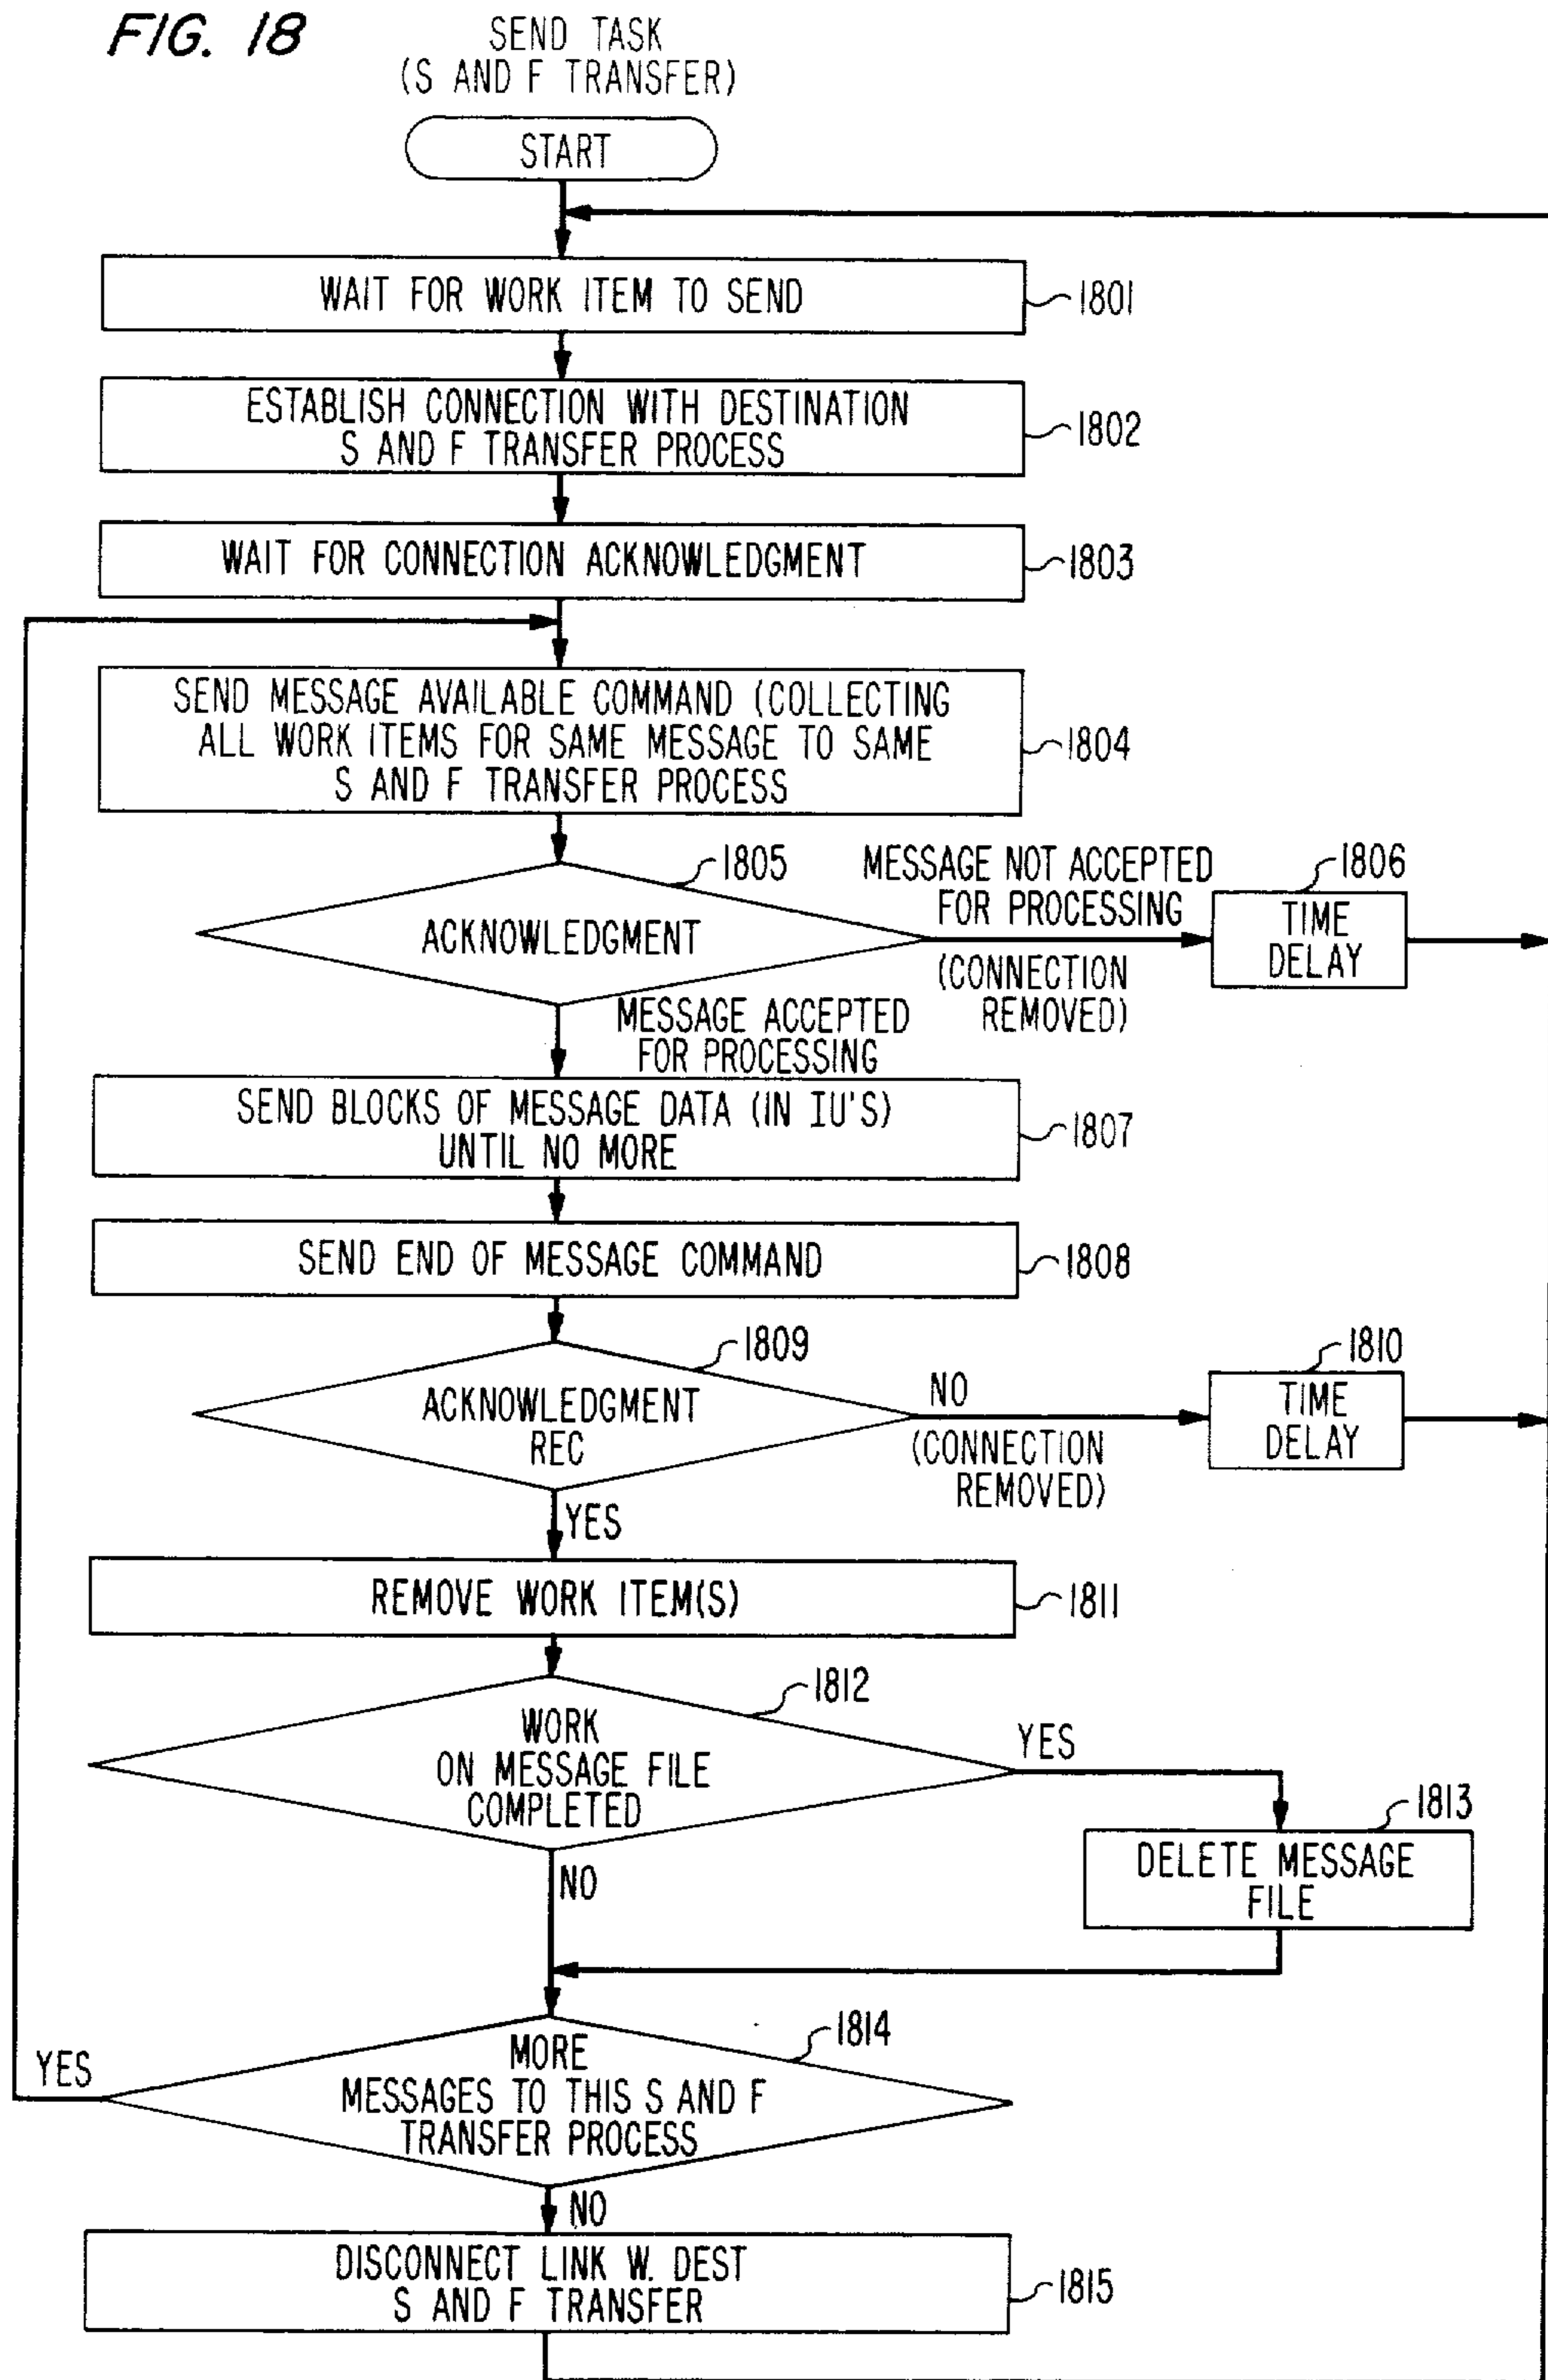 FIG. 18
SEND TASK
(S AND F TRANSFER)
START
WAIT FOR WORK ITEM TO SEND
1801
ESTABLISH CONNECTION WITH DESTINATION
S AND F TRANSFER PROCESS
1802
WAIT FOR CONNECTION ACKNOWLEDGMENT
1803
SEND MESSAGE AVAILABLE COMMAND (COLLECTING
ALL WORK ITEMS FOR SAME MESSAGE TO SAME
S AND F TRANSFER PROCESS
1804
1805
ACKNOWLEDGMENT
MESSAGE NOT ACCEPTED
FOR PROCESSING
(CONNECTION
REMOVED)
1806
TIME
DELAY
MESSAGE ACCEPTED
FOR PROCESSING
SEND BLOCKS OF MESSAGE DATA (IN IU'S)
UNTIL NO MORE
1807
SEND END OF MESSAGE COMMAND
1808
1809
ACKNOWLEDGMENT
REC
NO
(CONNECTION
REMOVED)
1810
TIME
DELAY
YES
REMOVE WORK ITEM(S)
1811
1812
WORK
ON MESSAGE FILE
COMPLETED
YES
1813
DELETE MESSAGE
FILE
NO
1814
MORE
MESSAGES TO THIS S AND F
TRANSFER PROCESS
YES
NO
DISCONNECT LINK W. DEST
S AND F TRANSFER
1815